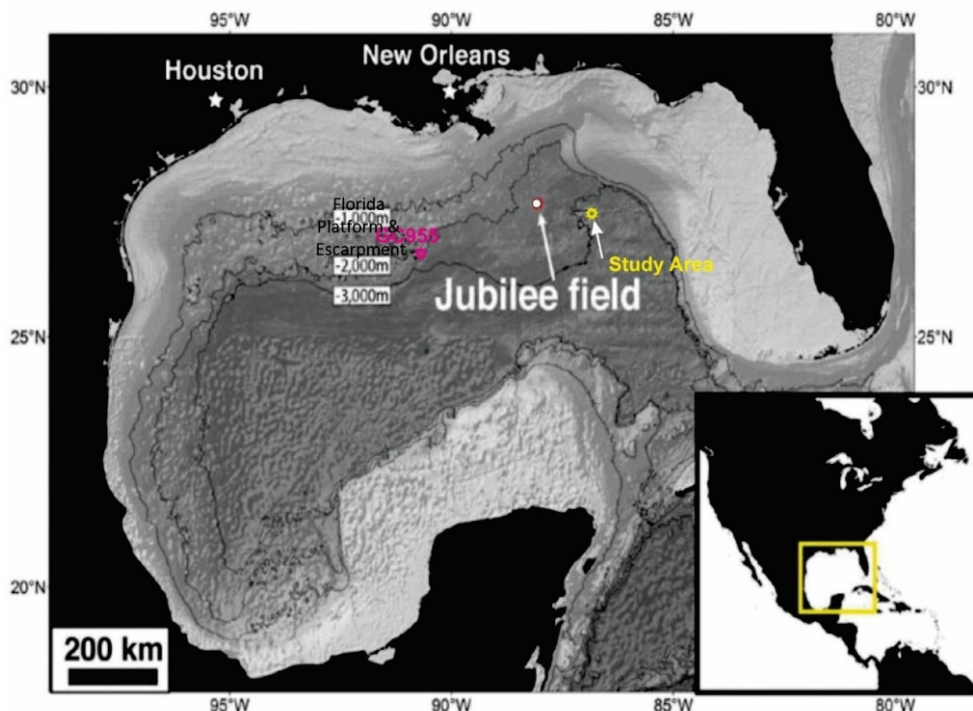 95°W
90°W
85°W
80°W
New Orleans
Houston
30°N
30°N
Florida
-1,000m
Platform &
GC955
Escarpment
-2,000m
Study Area
-3,000m
Jubilee field
25°N
25°N
20°N
200 km
95°W
90°W
85°W
80°W